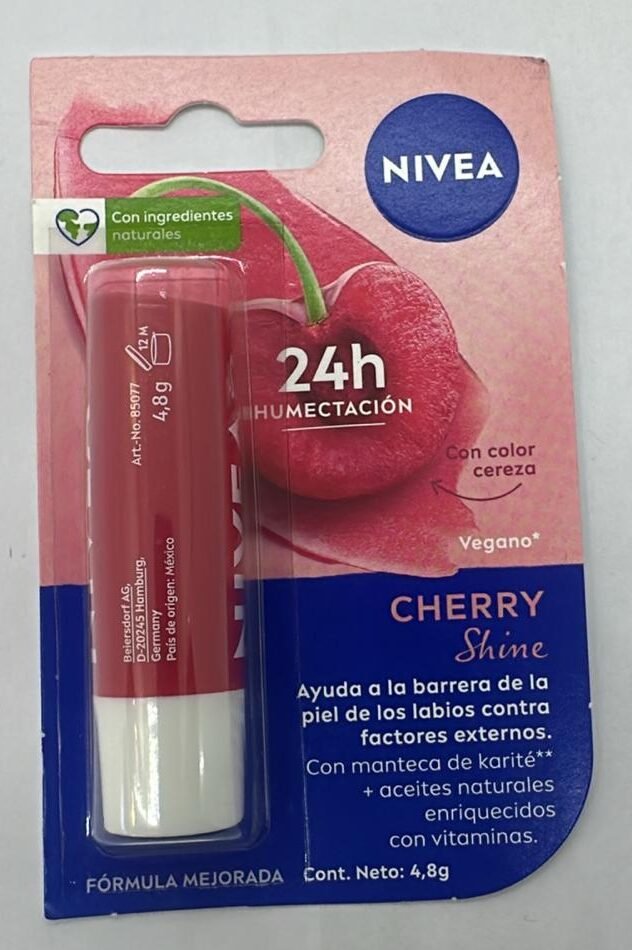 NIVEA
Con ingredientes
naturales
24h
HUMECTACIÓN
Con color
cereza
Vegano*
CHERRY
Shine
Ayuda a la barrera de la
piel de los labios contra
factores externos.
Con manteca de karité**
+ aceites naturales
enriquecidos
con vitaminas.
FÓRMULA MEJORADA
Cont. Neto: 4,8g
Art.-No. 85077
12 M
4,8g
Beiersdorf AG,
D-20245 Hamburg,
Germany
País de origen: México
NIVEA